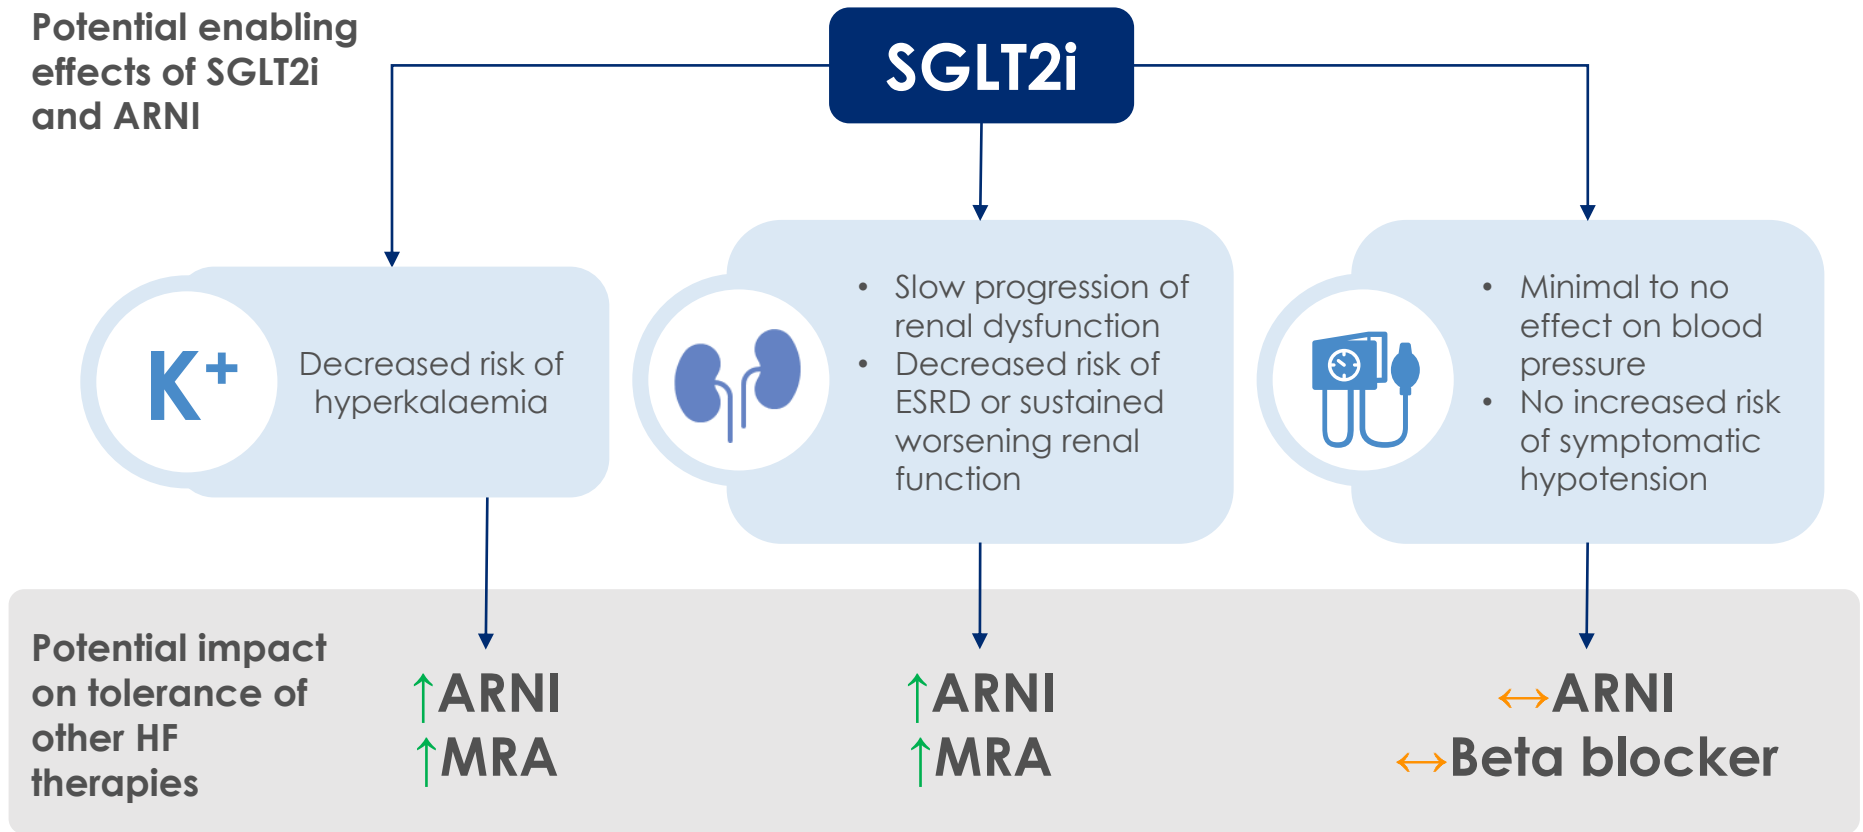 Potential enabling
effects of SGLT2i
and ARNI
SGLT2i
K+
Decreased risk of
hyperkalaemia
• Slow progression of
renal dysfunction
• Decreased risk of
ESRD or sustained
worsening renal
function
• Minimal to no
effect on blood
pressure
• No increased risk
of symptomatic
hypotension
Potential impact
on tolerance of
other HF
therapies
↑ARNI
↑MRA
↑ARNI
↑MRA
↔ARNI
↔Beta blocker